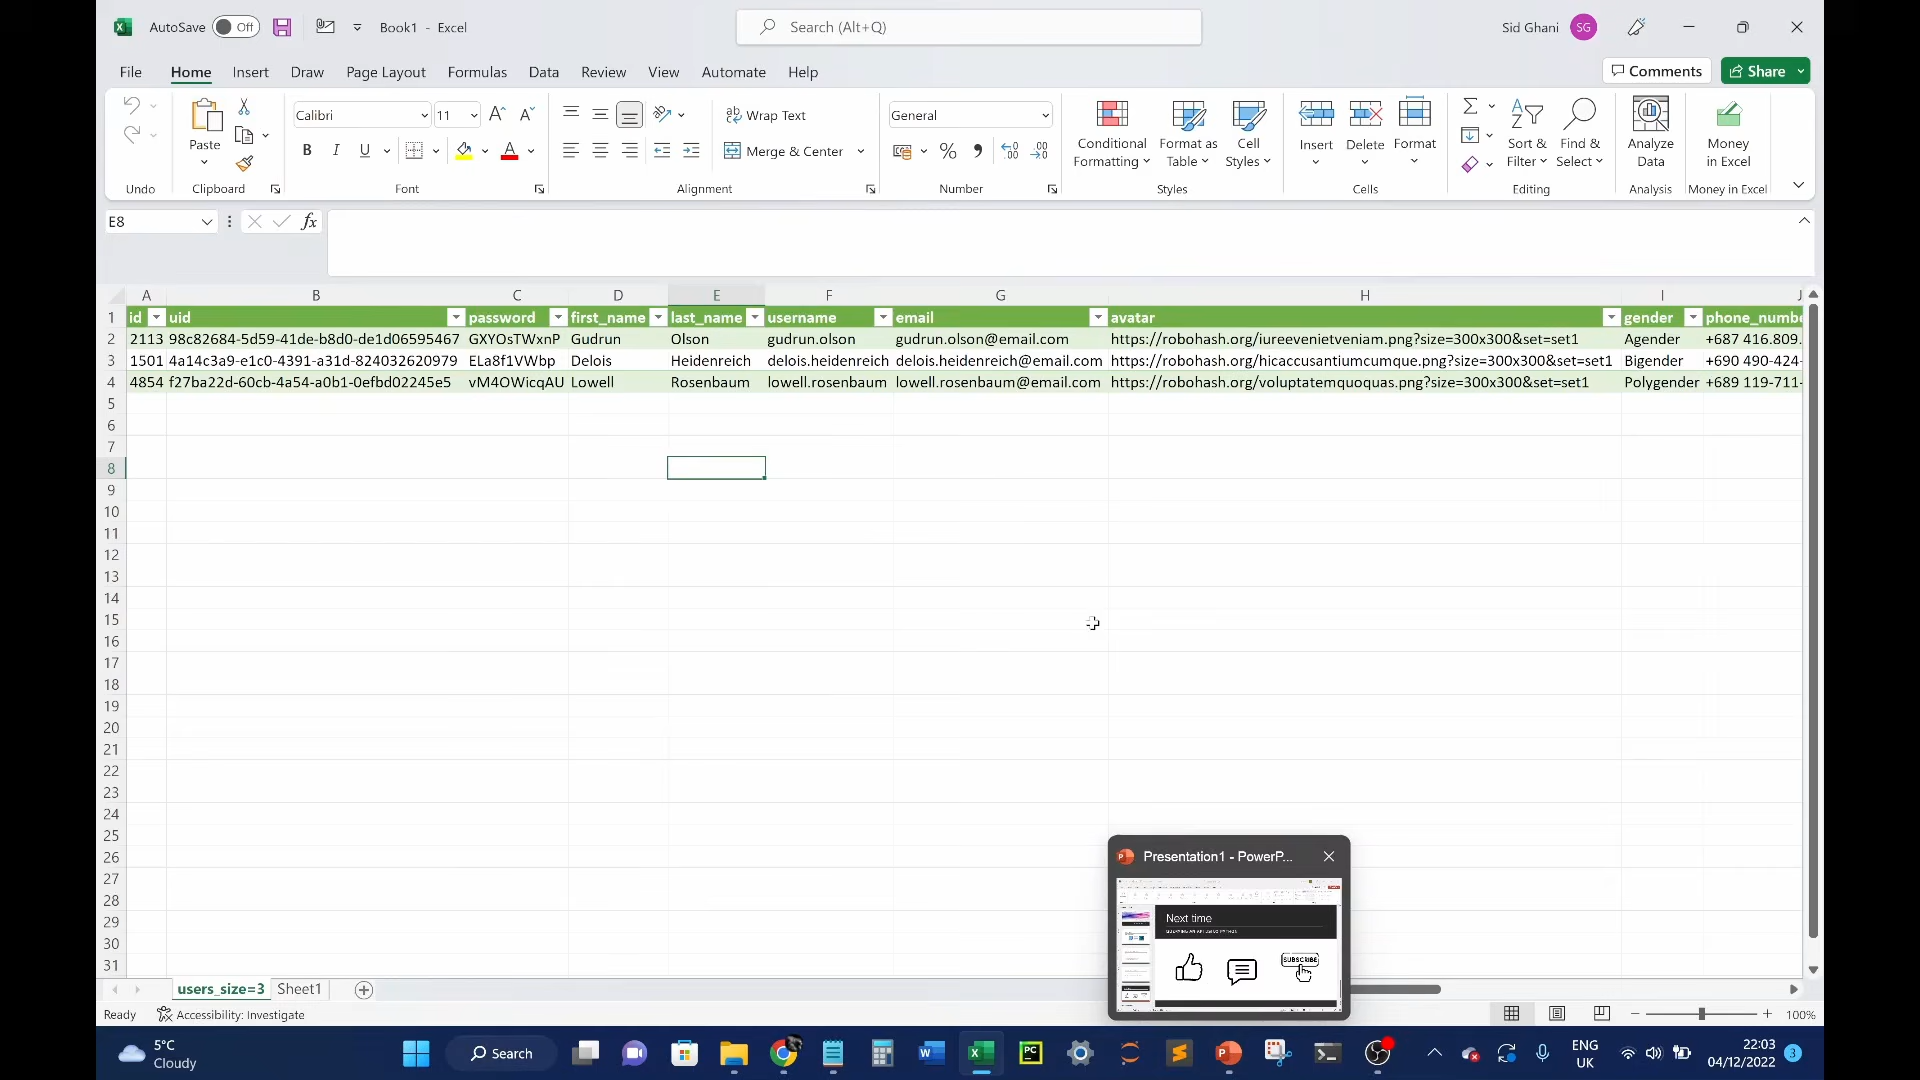 AutoSave Off Book1 - Excel Search (Alt+Q) Sid Ghani SG
File Home Insert Draw Page Layout Formulas Data Review View Automate Help Comments Share
Calibri 11 Wrap Text General
Paste Conditional Formatting Format as Table Cell Styles Insert Delete Format Sort & Filter Find & Select Analyze Data Money in Excel
B I U Merge & Center
Undo Clipboard Font Alignment Number Styles Cells Editing Analysis Money in Excel
E8 fx
A B C D E F G H I J
1 id uid password first_name last_name username email avatar gender phone_numbe
2 2113 98c82684-5d59-41de-b8d0-de1d06595467 GXYOsTWxnP Gudrun Olson gudrun.olson gudrun.olson@email.com https://robohash.org/iureevenietveniam.png?size=300x300&set=set1 Agender +687 416.809.
3 1501 4a14c3a9-e1c0-4391-a31d-824032620979 ELa8f1VWbp Delois Heidenreich delois.heidenreich delois.heidenreich@email.com https://robohash.org/hicaccusantiumcumque.png?size=300x300&set=set1 Bigender +690 490-424-
4 4854 f27ba22d-60cb-4a54-a0b1-0efbd02245e5 vM4OWicqAU Lowell Rosenbaum lowell.rosenbaum lowell.rosenbaum@email.com https://robohash.org/voluptatemquoquas.png?size=300x300&set=set1 Polygender +689 119-711-
5
6
7
8
9
10
11
12
13
14
15
16
17
18
19
20
21
22
23
24
25
26
27
28
29
30
31
Presentation1 - PowerP...
Next time
QUERYING AN API USING PYTHON
SUBSCRIBE
users_size=3 Sheet1
Ready Accessibility: Investigate 100%
5°C
Cloudy
Search
ENG
UK
22:03
04/12/2022
3